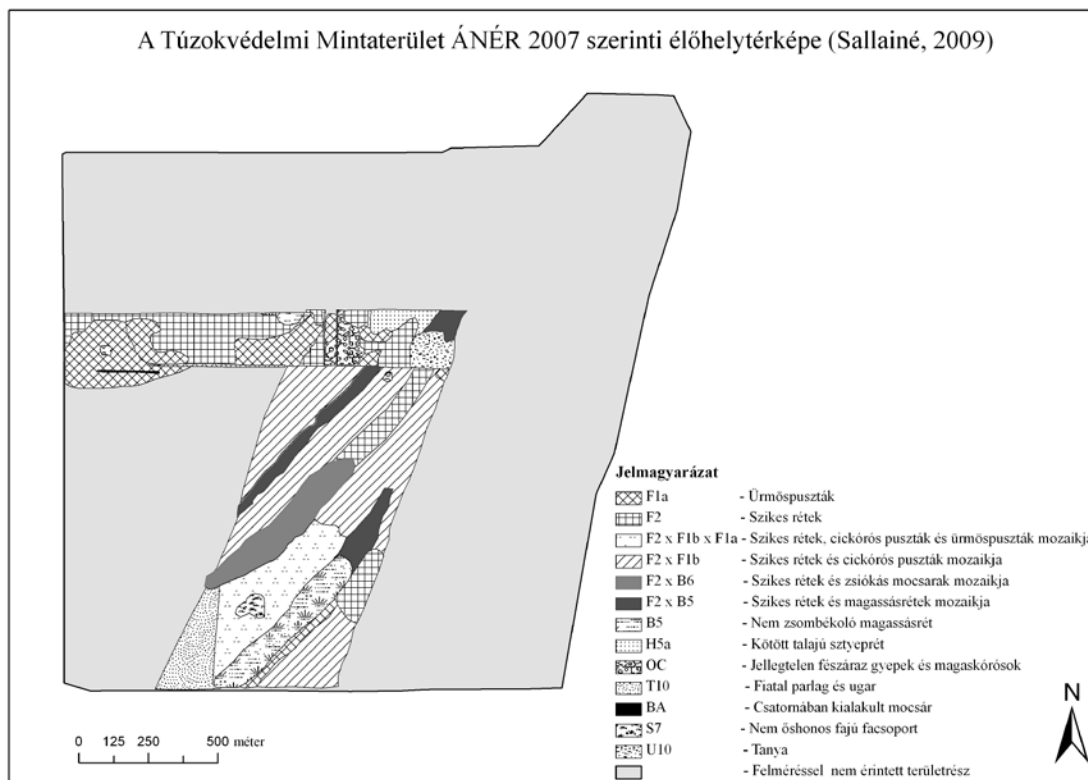 A Túzokvédelmi Mintaterület ÁNÉR 2007 szerinti élőhelytérképe (Sallainé, 2009)
Jelmagyarázat
F1a - Ürmöspuszták
F2 - Szikes rétek
F2 x F1b x F1a - Szikes rétek, cickórós puszták és ürmöspuszták mozaikja
F2 x F1b - Szikes rétek és cickórós puszták mozaikja
F2 x B6 - Szikes rétek és zsiókás mocsarak mozaikja
F2 x B5 - Szikes rétek és magassásrétek mozaikja
B5 - Nem zsombékoló magassásrét
H5a - Kötött talajú sztyeprét
OC - Jellegtelen fészáraz gyepek és magaskórósok
T10 - Fiatal parlag és ugar
BA - Csatornában kialakult mocsár
S7 - Nem őshonos fajú facsoport
U10 - Tanya
- Felméréssel nem érintett területrész
N
0 125 250 500 méter